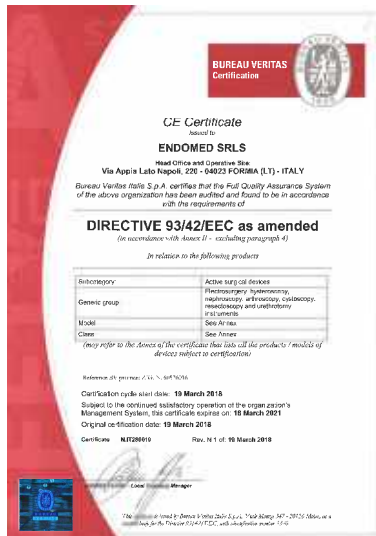 BUREAU VERITAS
Certification
BUREAU VERITAS
CE Certificate
Issued to
ENDOMED SRLS
Head Office and Operative Site:
Via Appia Lato Napoli, 220 - 04023 FORMIA (LT) - ITALY
Bureau Veritas Italia S.p.A. certifies that the Full Quality Assurance System
of the above organization has been audited and found to be in accordance
with the requirements of
DIRECTIVE 93/42/EEC as amended
(in accordance with Annex II - excluding paragraph 4)
In relation to the following products
Subcategory Active surgical devices
Generic group Electrosurgery, hysteroscopy,
nephroscopy, arthroscopy, cystoscopy,
resectoscopy and urethrotomy
instruments
Model See Annex
Class See Annex
(may refer to the Annex of the certificate that lists all the products / models of
devices subject to certification)
Certification cycle start date: 19 March 2018
Subject to the continued satisfactory operation of the organization's
Management System, this certificate expires on: 18 March 2021
Original certification date: 19 March 2018
Certificate Rev. N 1 of: 19 March 2018
Local Manager